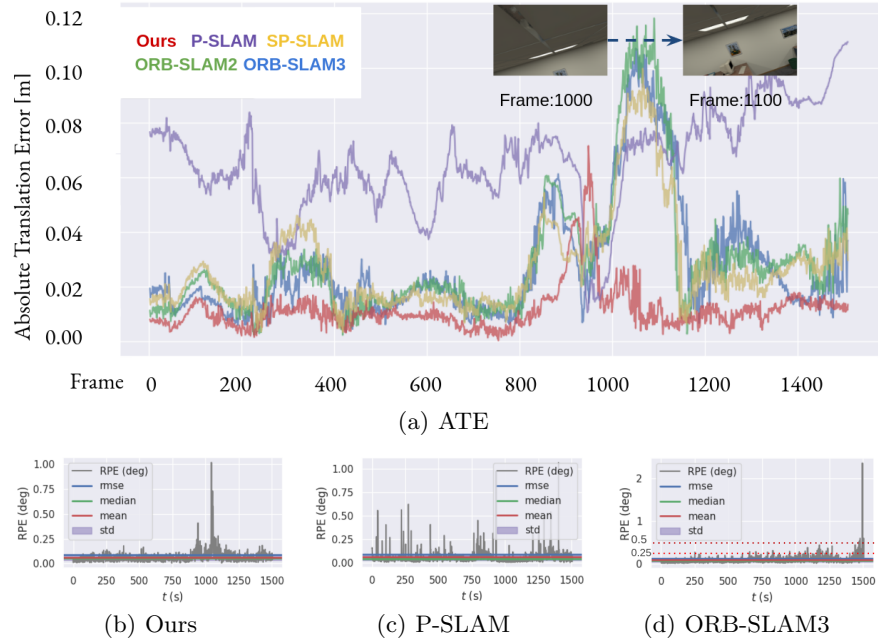 0.12
Ours P-SLAM SP-SLAM
ORB-SLAM2 ORB-SLAM3
0.10
0.08
0.06
0.04
0.02
0.00
Absolute Translation Error [m]
Frame:1000
Frame:1100
Frame 0 200 400 600 800 1000 1200 1400
(a) ATE
1.00
0.75
0.50
0.25
0.00
RPE (deg)
RPE (deg)
rmse
median
mean
std
0 250 500 750 1000 1250 1500
t (s)
(b) Ours
1.00
0.75
0.50
0.25
0.00
RPE (deg)
RPE (deg)
rmse
median
mean
std
0 250 500 750 1000 1250 1500
t (s)
(c) P-SLAM
2
1
0.5
0.25
0
RPE (deg)
RPE (deg)
rmse
median
mean
std
0 250 500 750 1000 1250 1500
t (s)
(d) ORB-SLAM3